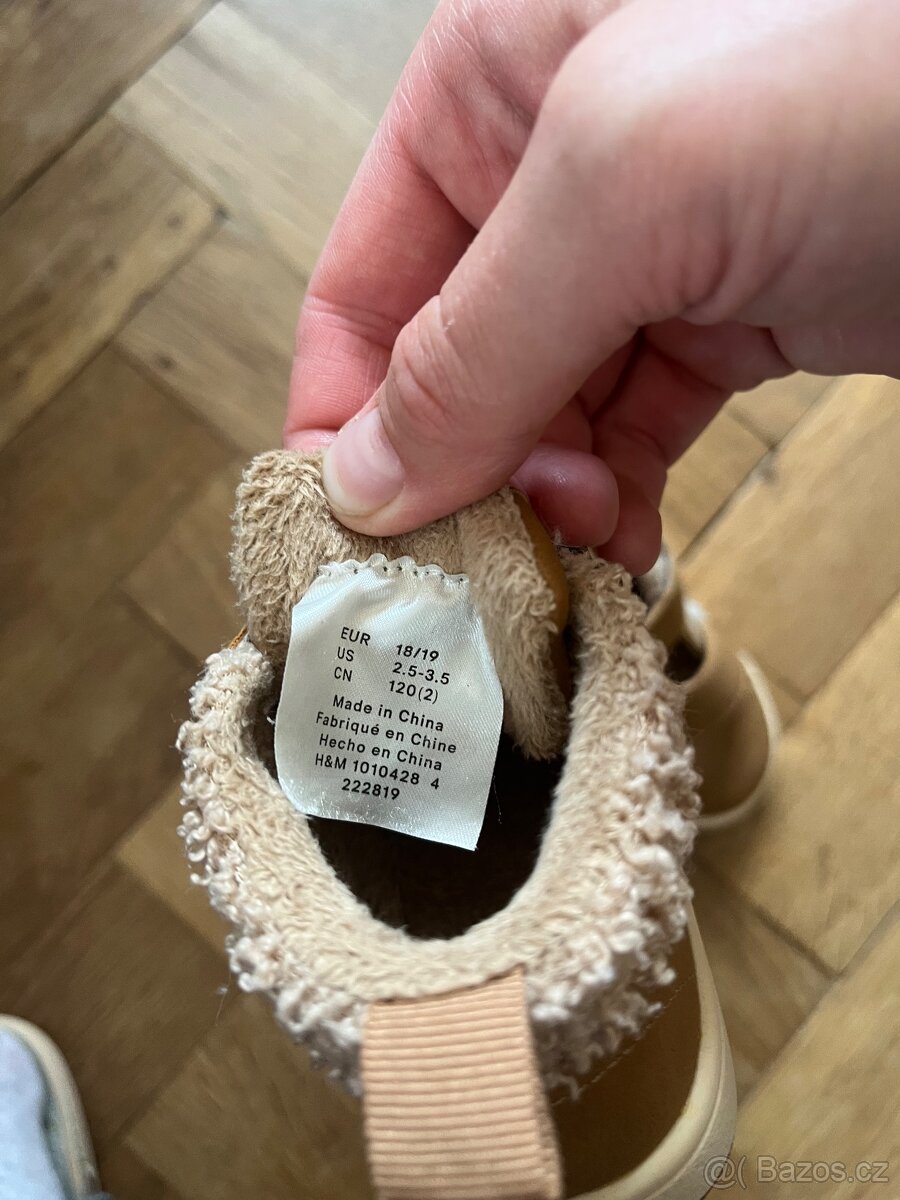 EUR 18/19
US 2.5-3.5
CN 120(2)
Made in China
Fabriqué en Chine
Hecho en China
H&M 1010428 4
222819
@( Bazos.cz